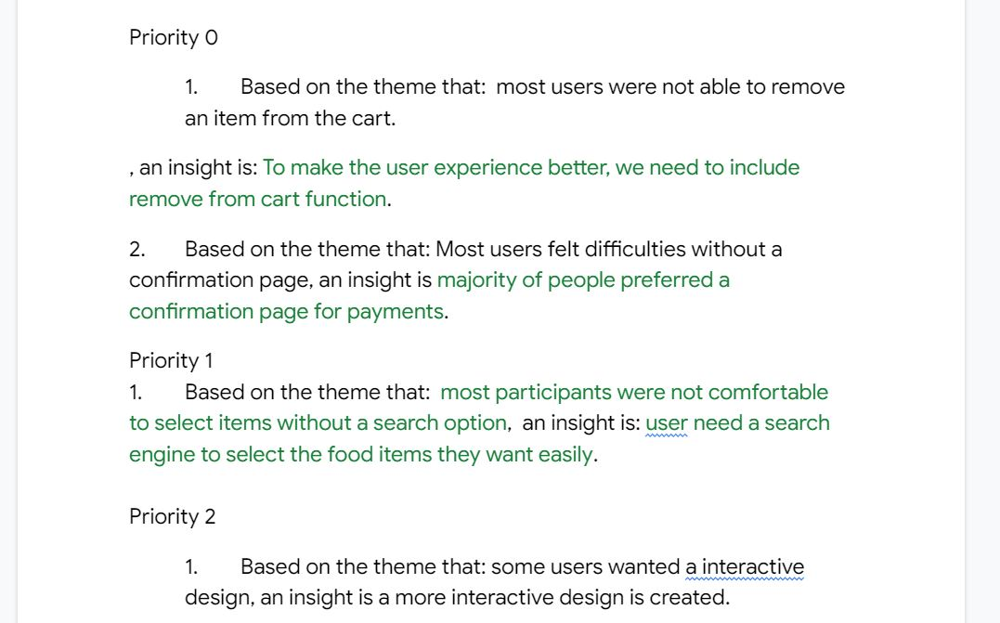 Priority 0
1. Based on the theme that: most users were not able to remove
an item from the cart.
, an insight is: To make the user experience better, we need to include
remove from cart function.
2. Based on the theme that: Most users felt difficulties without a
confirmation page, an insight is majority of people preferred a
confirmation page for payments.
Priority 1
1. Based on the theme that: most participants were not comfortable
to select items without a search option, an insight is: user need a search
engine to select the food items they want easily.
Priority 2
1. Based on the theme that: some users wanted a interactive
design, an insight is a more interactive design is created.